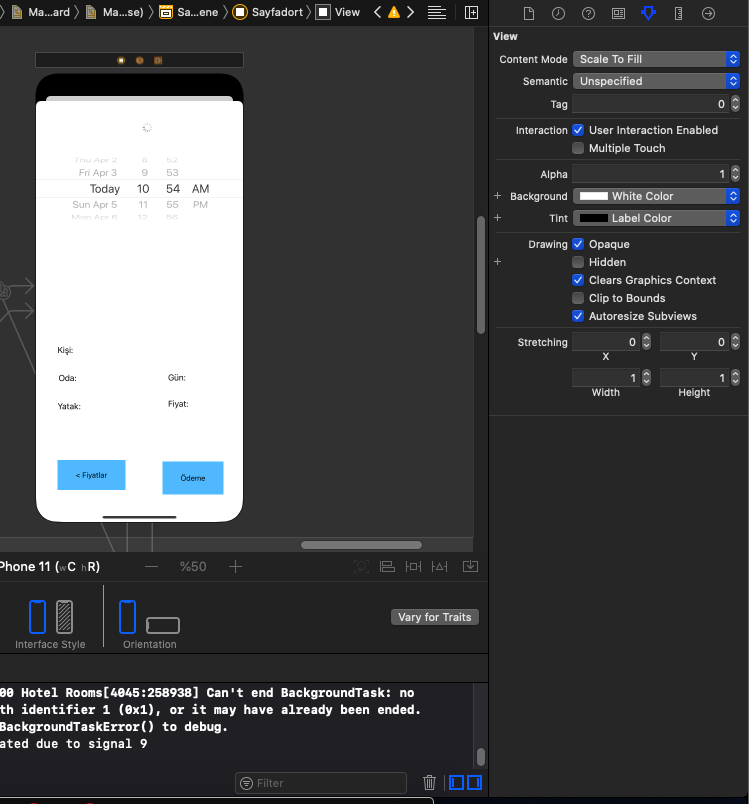 Ma...ard
Ma...se)
Sa...ene
Sayfadort
View
Thu Apr 2 8 52
Fri Apr 3 9 53
Today 10 54 AM
Sun Apr 5 11 55 PM
Mon Apr 6 12 56
Kişi:
Oda:
Gün:
Yatak:
Fiyat:
< Fiyatlar
Ödeme
Phone 11 (wC hR)
%50
Interface Style
Orientation
Vary for Traits
00 Hotel Rooms[4045:258938] Can't end BackgroundTask: no
th identifier 1 (0x1), or it may have already been ended.
BackgroundTaskError() to debug.
ated due to signal 9
Filter
View
Content Mode Scale To Fill
Semantic Unspecified
Tag 0
Interaction User Interaction Enabled
Multiple Touch
Alpha 1
Background White Color
Tint Label Color
Drawing Opaque
Hidden
Clears Graphics Context
Clip to Bounds
Autoresize Subviews
Stretching 0 0
X Y
1 1
Width Height